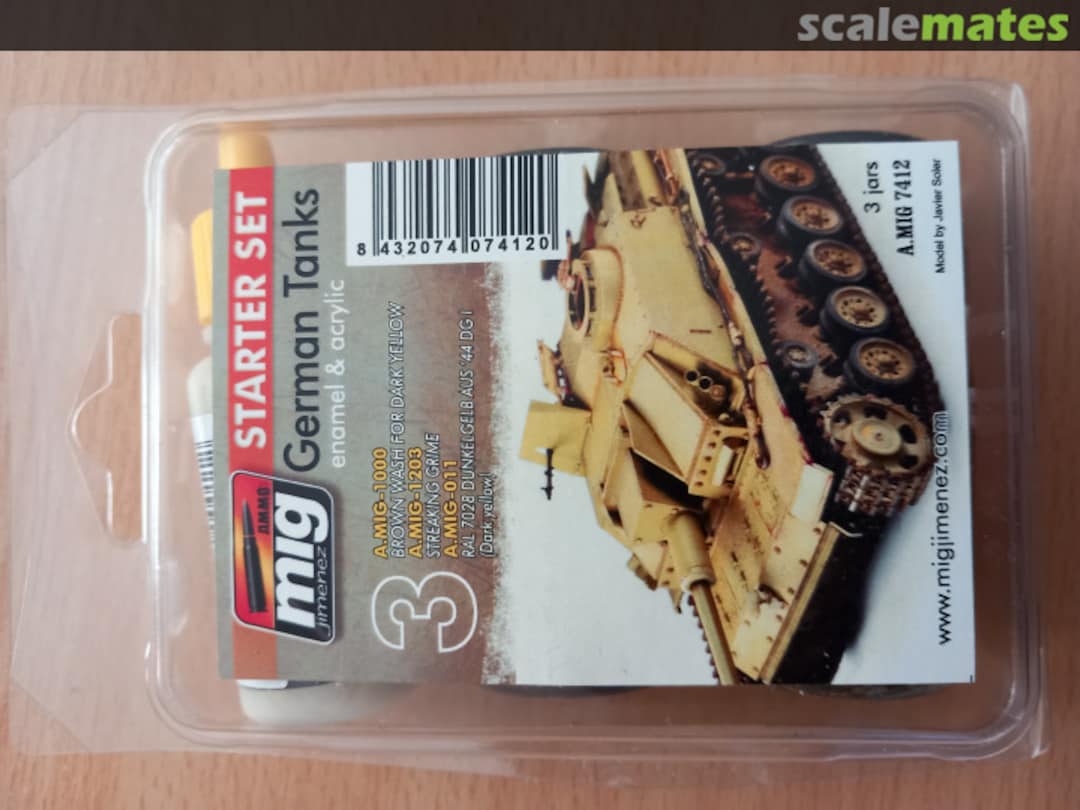 scalemates
STARTER SET
German Tanks
enamel & acrylic
AMMO
mig
jimenez
8 432074 074120
3
A.MIG-1000
BROWN WASH FOR DARK YELLOW
A.MIG-1203
STREAKING GRIME
A.MIG-011
RAL 7028 DUNKELGELB AUS '44 DG I
(Dark yellow)
3 jars
A.MIG 7412
Model by Javier Soler
www.migjimenez.com